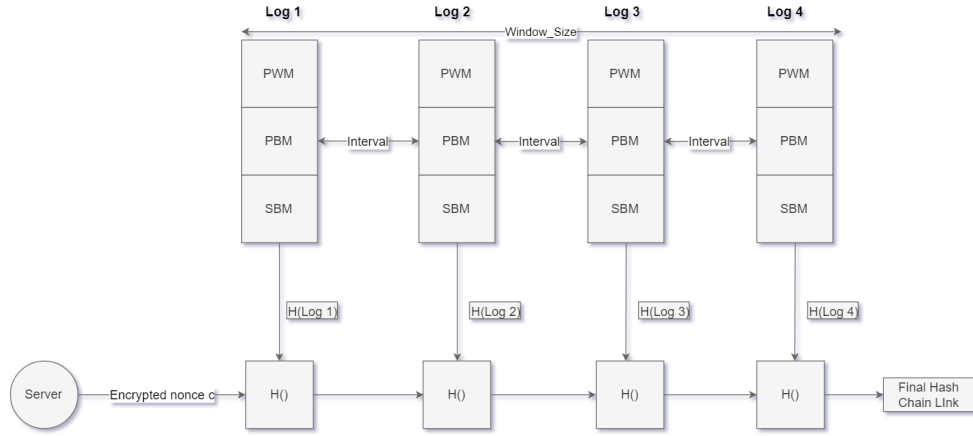 Log 1
Log 2
Log 3
Log 4
Window_Size
PWM
PWM
PWM
PWM
PBM
Interval
PBM
Interval
PBM
Interval
PBM
SBM
SBM
SBM
SBM
H(Log 1)
H(Log 2)
H(Log 3)
H(Log 4)
Server
Encrypted nonce c
H()
H()
H()
H()
Final Hash
Chain LInk